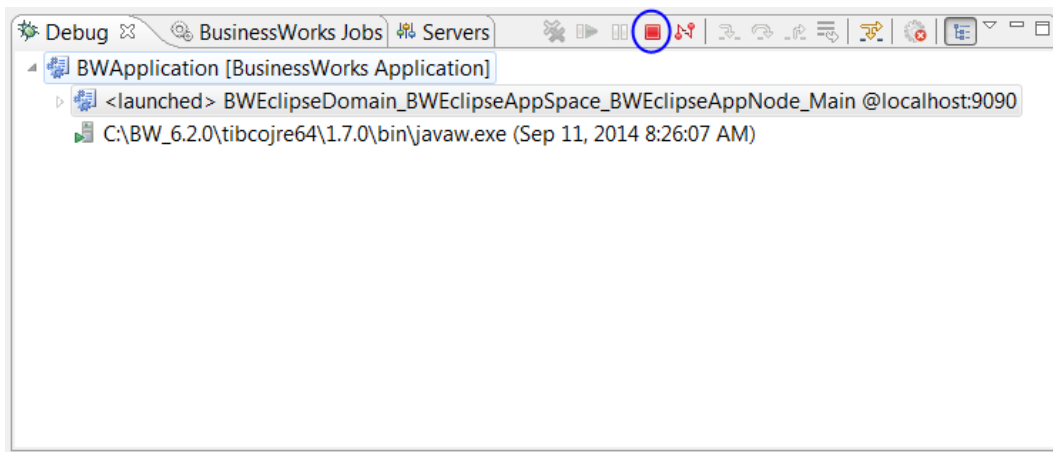 Debug BusinessWorks Jobs Servers
BWApplication [BusinessWorks Application]
<launched> BWEclipseDomain_BWEclipseAppSpace_BWEclipseAppNode_Main @localhost:9090
C:\BW_6.2.0\tibcojre64\1.7.0\bin\javaw.exe (Sep 11, 2014 8:26:07 AM)